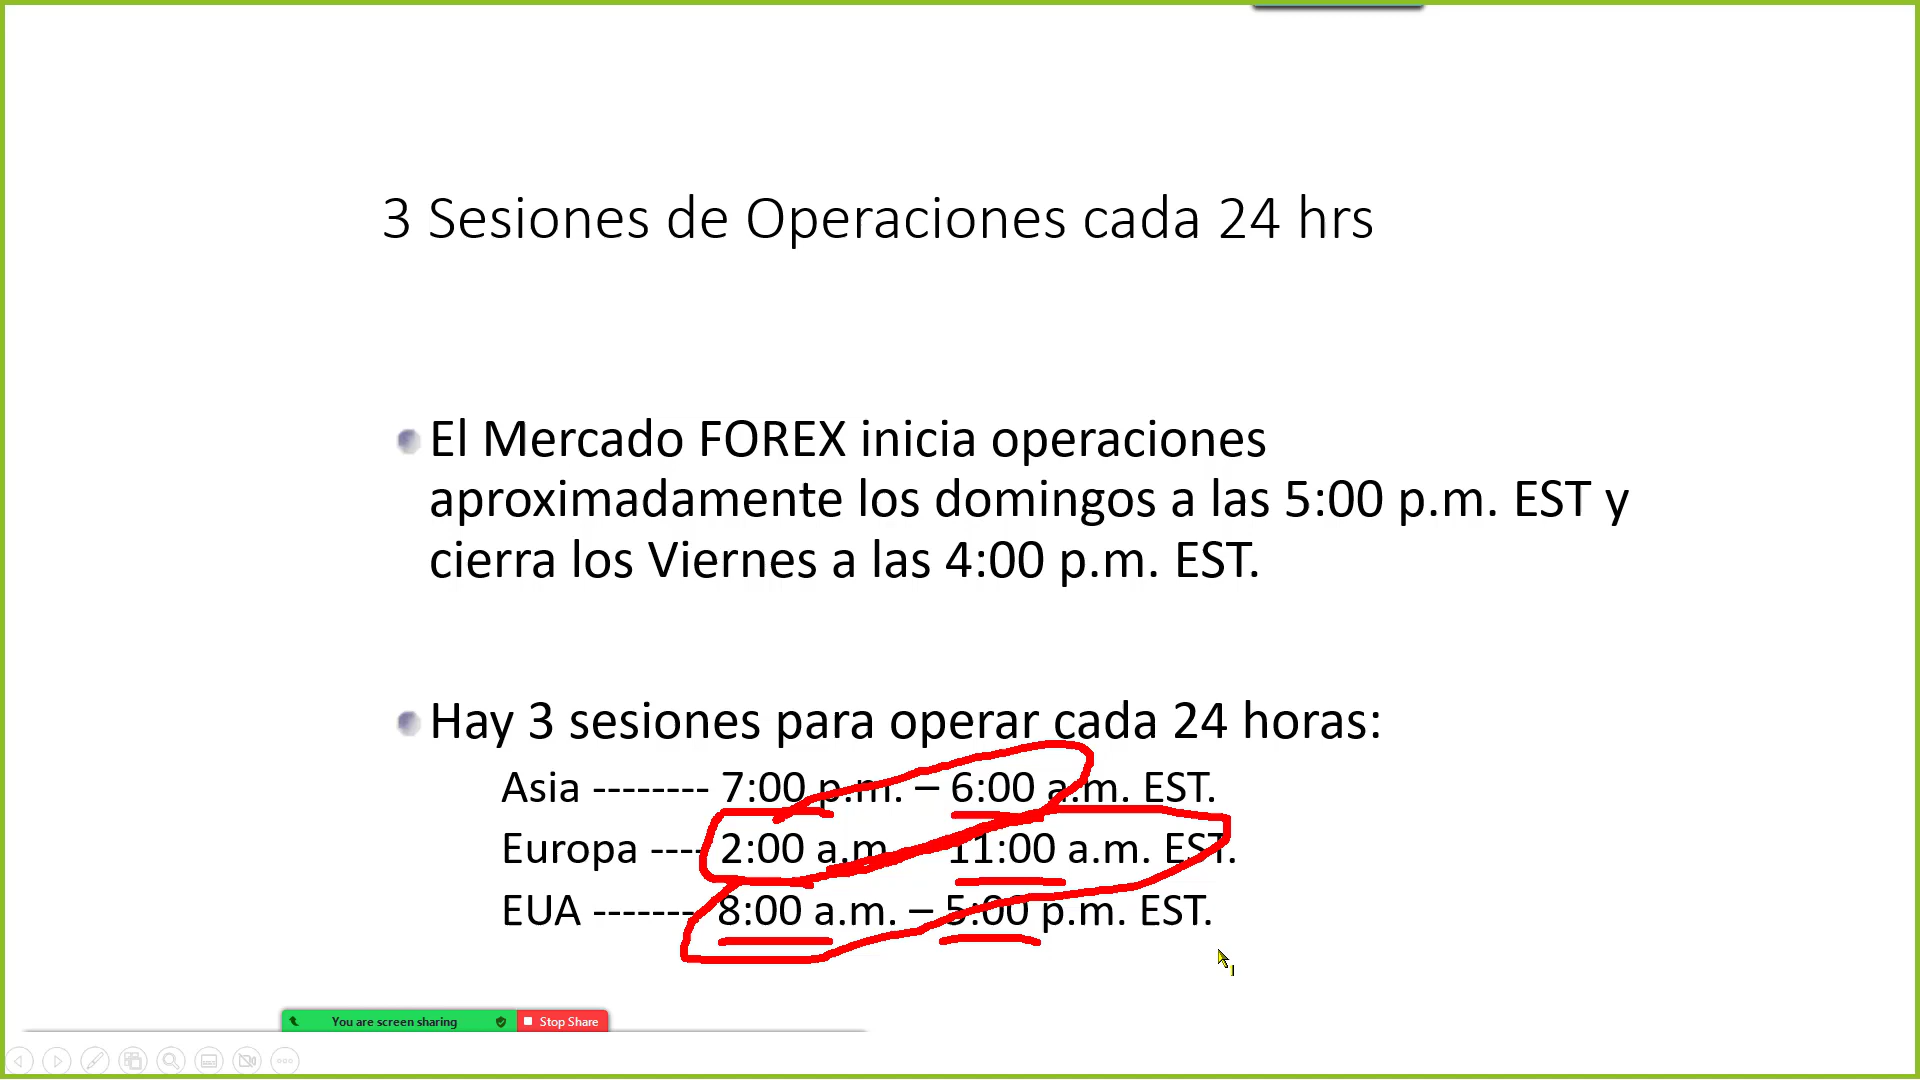 3 Sesiones de Operaciones cada 24 hrs
El Mercado FOREX inicia operaciones
aproximadamente los domingos a las 5:00 p.m. EST y
cierra los Viernes a las 4:00 p.m. EST.
Hay 3 sesiones para operar cada 24 horas:
Asia -------- 7:00 p.m. – 6:00 a.m. EST.
Europa ---- 2:00 a.m. – 11:00 a.m. EST.
EUA ------- 8:00 a.m. – 5:00 p.m. EST.
You are screen sharing Stop Share